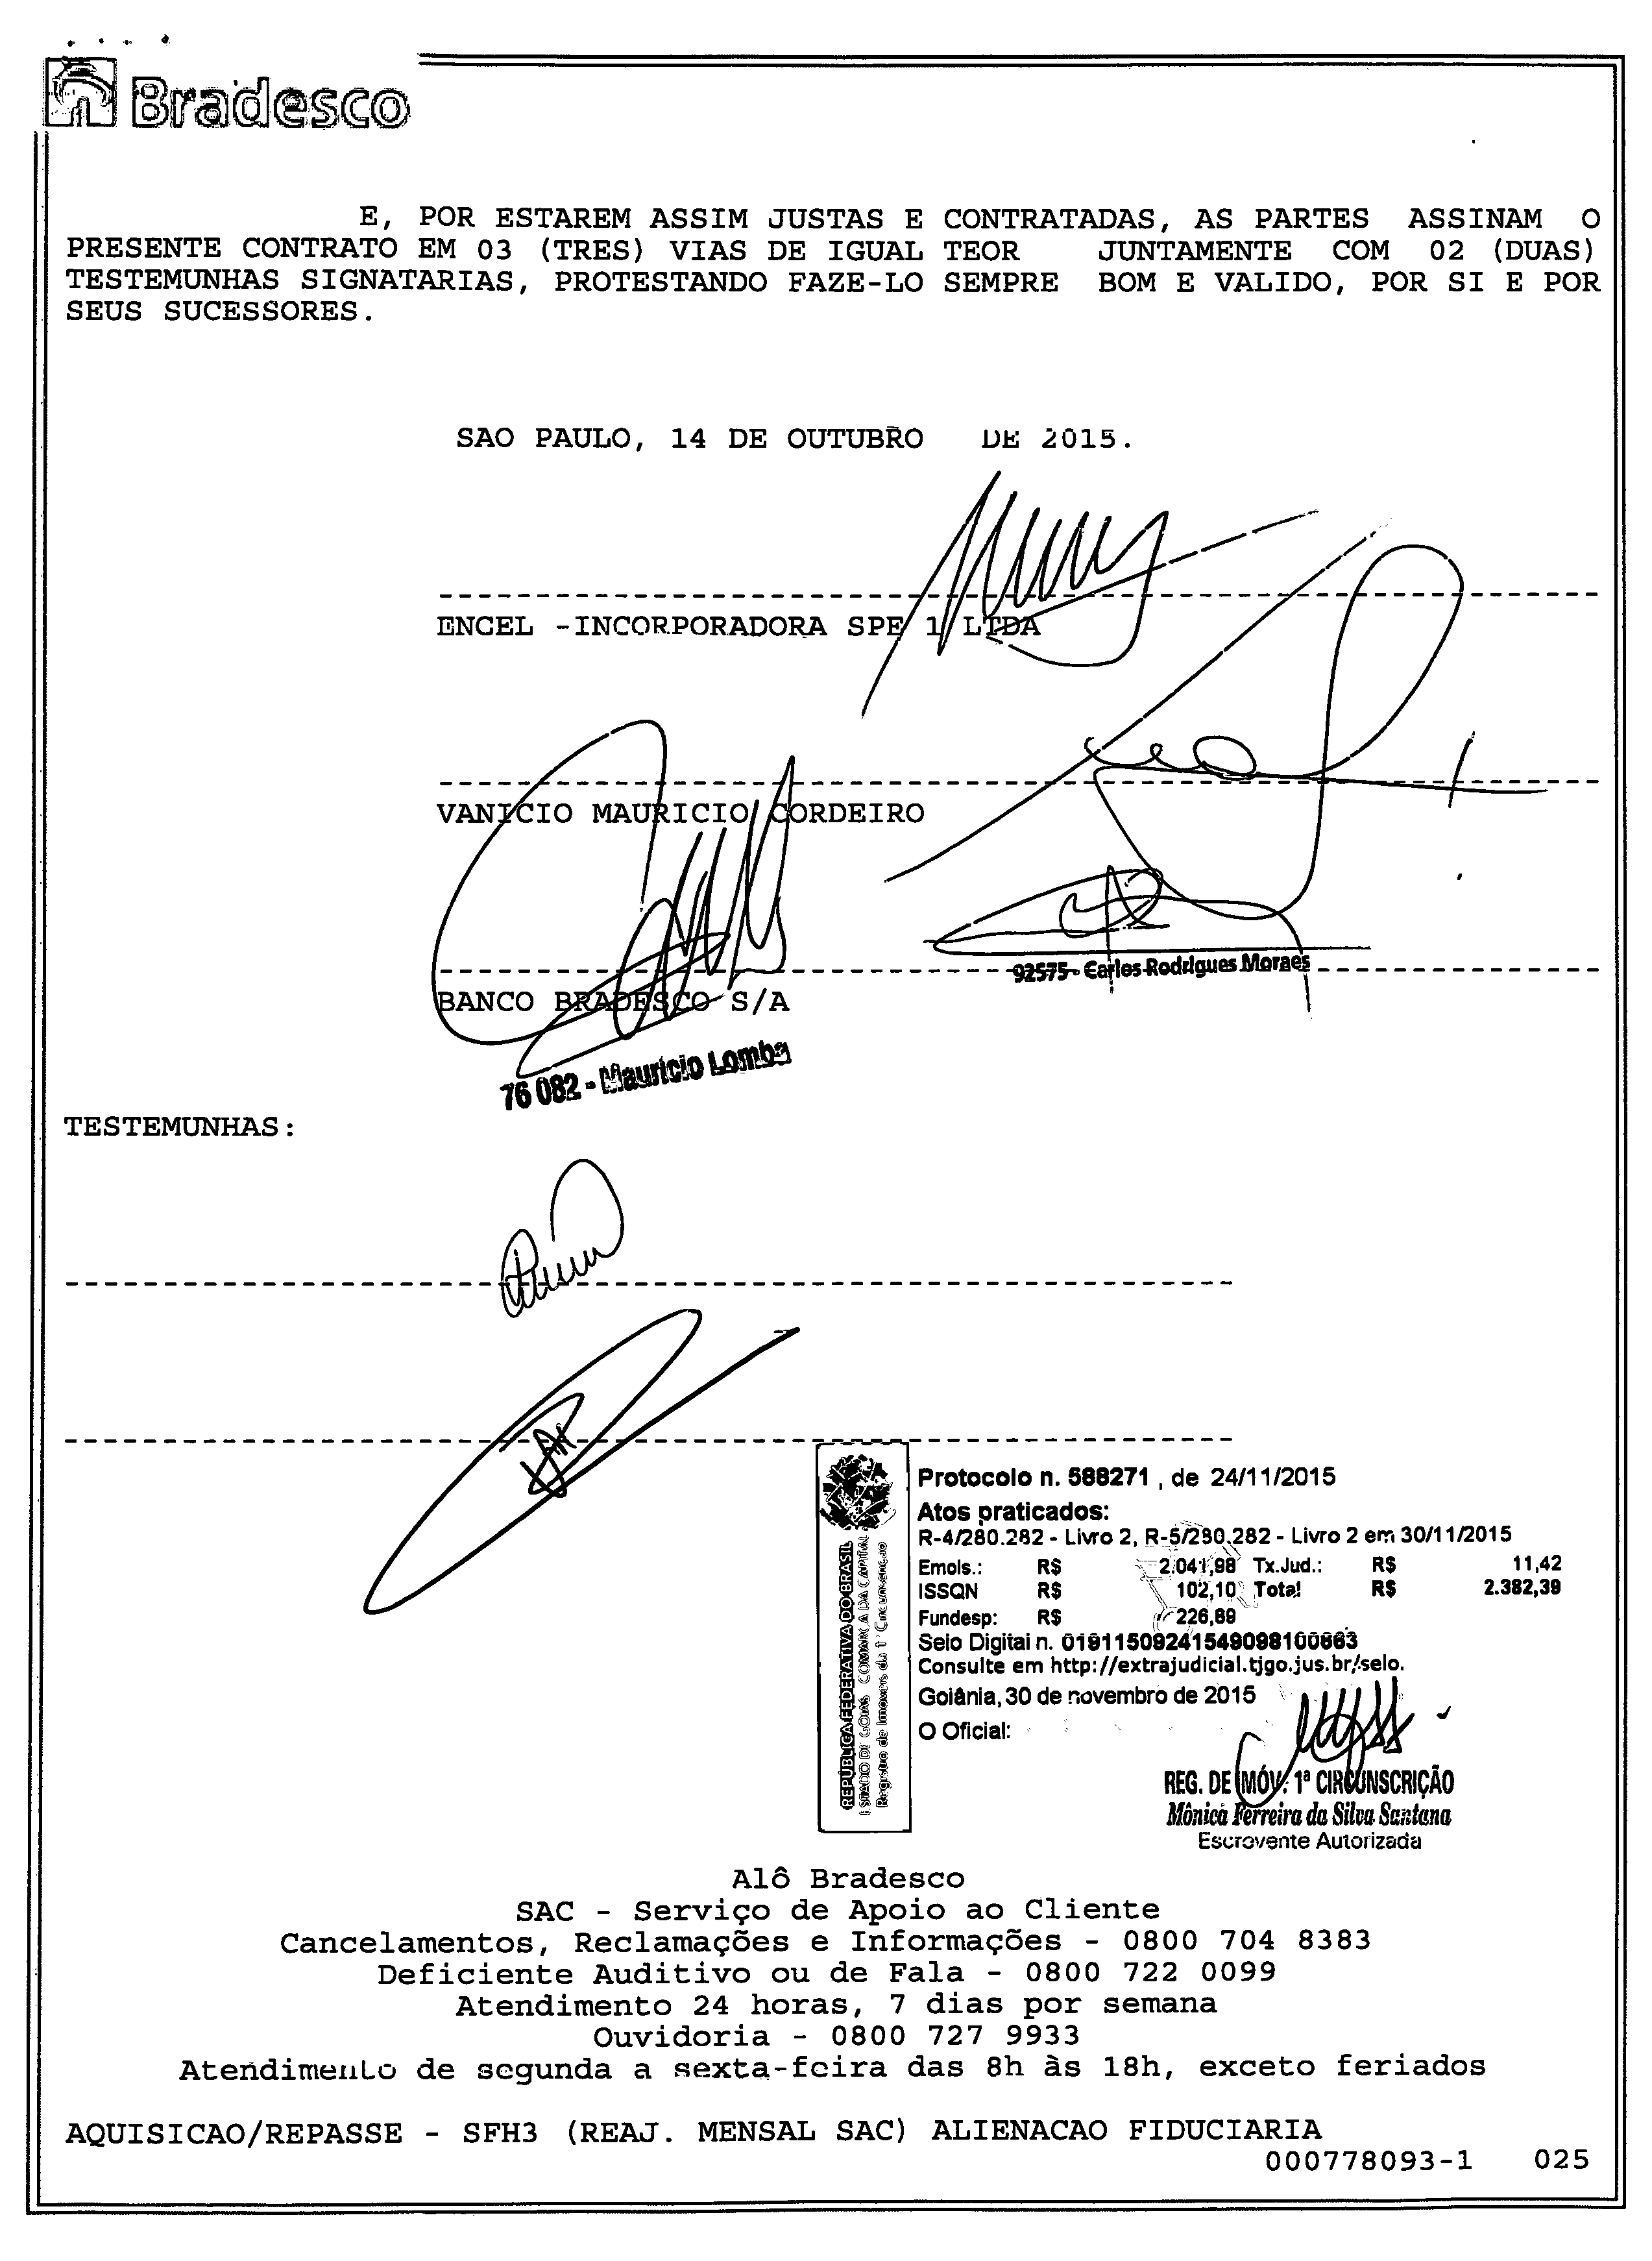 Bradesco
E, POR ESTAREM ASSIM JUSTAS E CONTRATADAS, AS PARTES ASSINAM O
PRESENTE CONTRATO EM 03 (TRES) VIAS DE IGUAL TEOR JUNTAMENTE COM 02 (DUAS)
TESTEMUNHAS SIGNATARIAS, PROTESTANDO FAZE-LO SEMPRE BOM E VALIDO, POR SI E POR
SEUS SUCESSORES.
SAO PAULO, 14 DE OUTUBRO DE 2015.
ENGEL -INCORPORADORA SPE 1 LTDA
VANICIO MAURICIO CORDEIRO
92575- Carlos Rodrigues Moraes
BANCO BRADESCO S/A
76 082 - Mauricio Lomba
TESTEMUNHAS:
REPÚBLICA FEDERATIVA DO BRASIL
ESTADO DE GOIÁS COMARCA DA CAPITAL
Registro de Imóveis da 1ª Circunscrição
Protocolo n. 588271 , de 24/11/2015
Atos praticados:
R-4/280.282 - Livro 2, R-5/280.282 - Livro 2 em 30/11/2015
Emols.: R$ 2.041,98 Tx.Jud.: R$ 11,42
ISSQN R$ 102,10 Total R$ 2.382,39
Fundesp: R$ 226,89
Selo Digital n. 01911509241549098100663
Consulte em http://extrajudicial.tjgo.jus.br/selo.
Goiânia, 30 de novembro de 2015
O Oficial:
REG. DE IMÓV. 1ª CIRCUNSCRIÇÃO
Mônica Ferreira da Silva Santana
Escrevente Autorizada
Alô Bradesco
SAC - Serviço de Apoio ao Cliente
Cancelamentos, Reclamações e Informações - 0800 704 8383
Deficiente Auditivo ou de Fala - 0800 722 0099
Atendimento 24 horas, 7 dias por semana
Ouvidoria - 0800 727 9933
Atendimento de segunda a sexta-feira das 8h às 18h, exceto feriados
AQUISICAO/REPASSE - SFH3 (REAJ. MENSAL SAC) ALIENACAO FIDUCIARIA
000778093-1 025